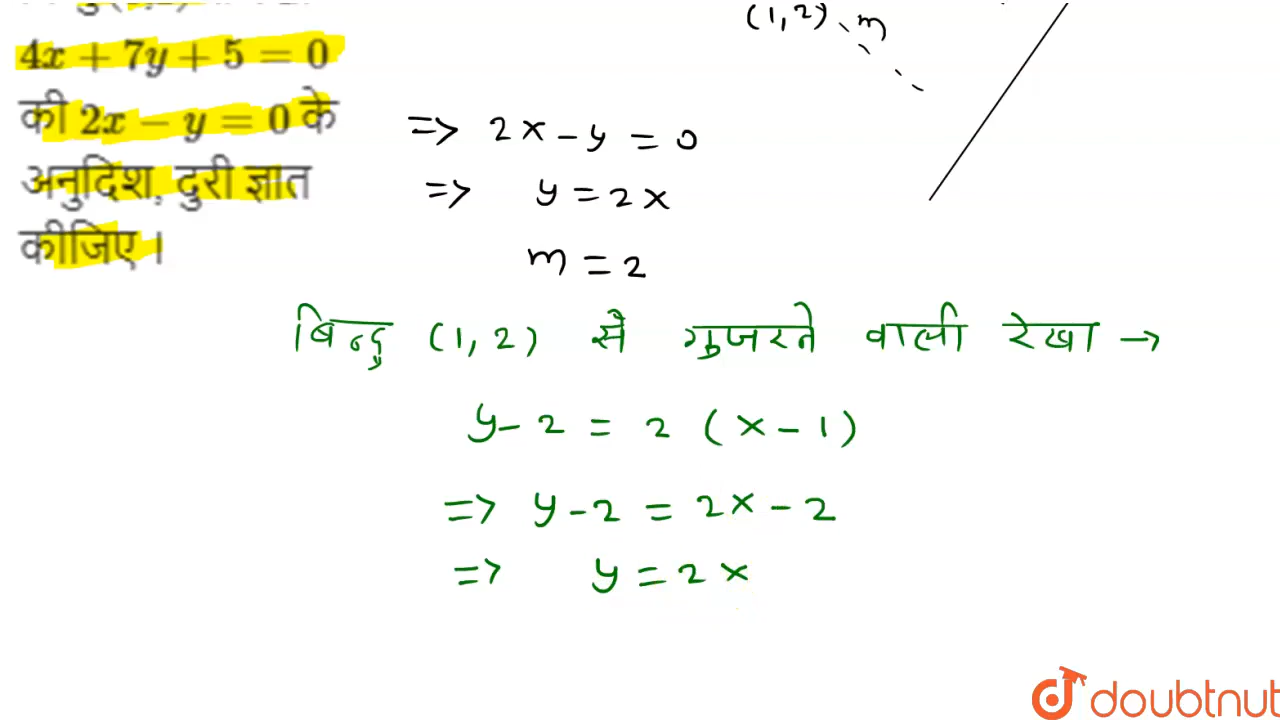 4x + 7y + 5 = 0
की 2x − y = 0 के
अनुदिश, दुरी ज्ञात
कीजिए ।
(1, 2) m
=> 2x - y = 0
=> y = 2x
m = 2
बिन्दु (1, 2) से गुजरने वाली रेखा →
y - 2 = 2 (x - 1)
=> y - 2 = 2x - 2
=> y = 2x
doubtnut